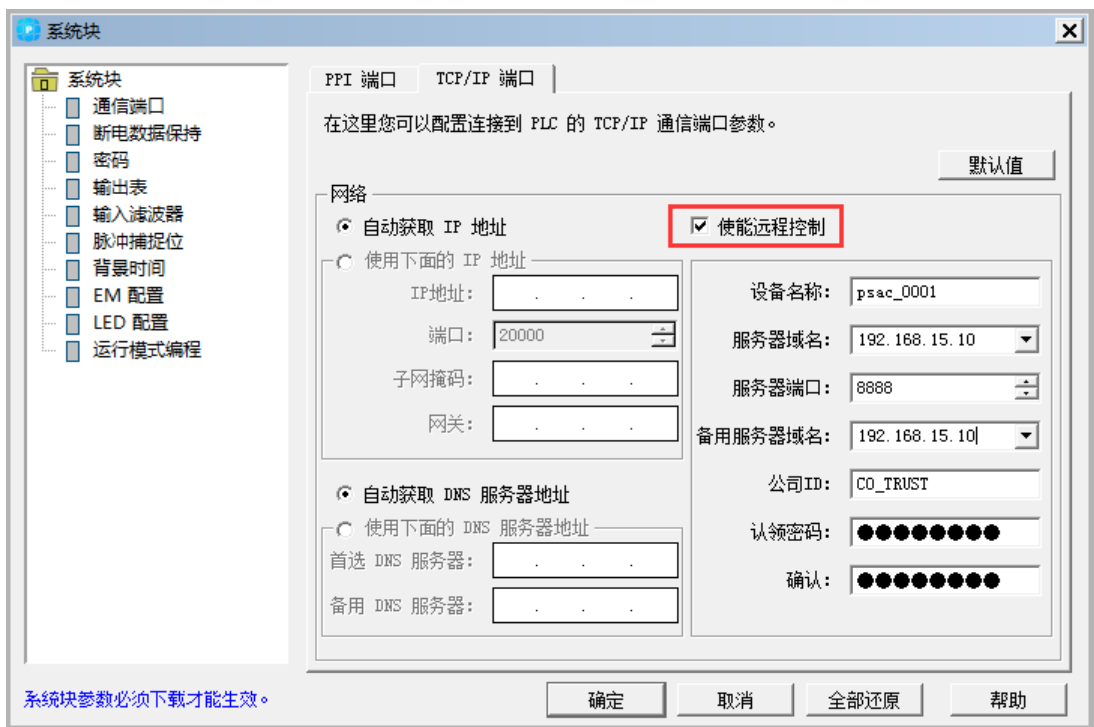 系统块
系统块
通信端口
断电数据保持
密码
输出表
输入滤波器
脉冲捕捉位
背景时间
EM 配置
LED 配置
运行模式编程
PPI 端口
TCP/IP 端口
在这里您可以配置连接到 PLC 的 TCP/IP 通信端口参数。
默认值
网络
自动获取 IP 地址
使用下面的 IP 地址
IP地址:
端口: 20000
子网掩码:
网关:
自动获取 DNS 服务器地址
使用下面的 DNS 服务器地址
首选 DNS 服务器:
备用 DNS 服务器:
使能远程控制
设备名称: psac_0001
服务器域名: 192.168.15.10
服务器端口: 8888
备用服务器域名: 192.168.15.10
公司ID: CO_TRUST
认领密码: ●●●●●●●●
确认: ●●●●●●●●
系统块参数必须下载才能生效。
确定
取消
全部还原
帮助